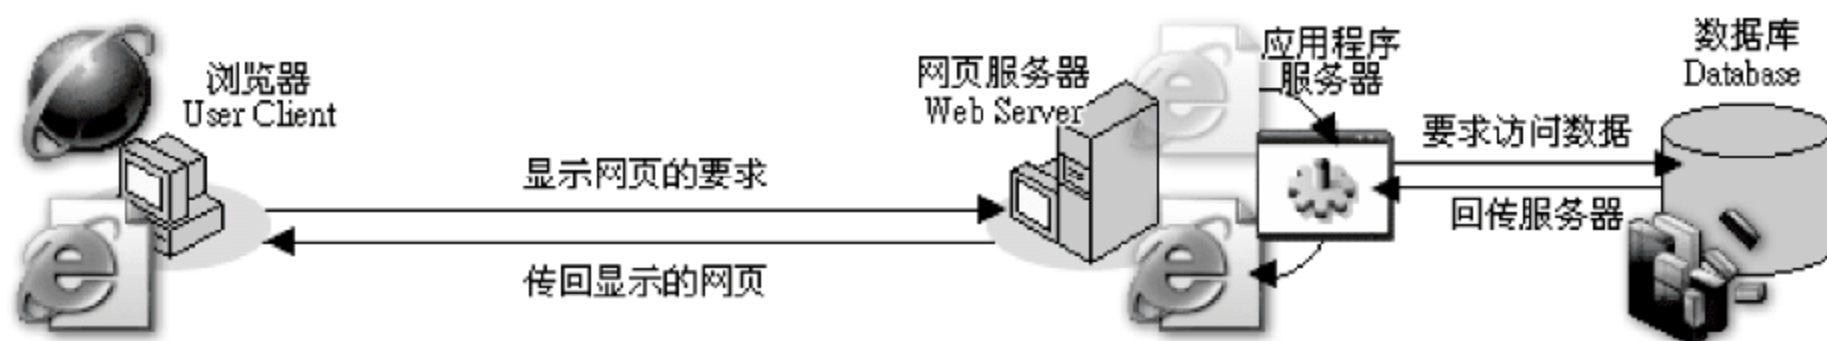 浏览器
User Client
显示网页的要求
传回显示的网页
网页服务器
Web Server
应用程序
服务器
要求访问数据
回传服务器
数据库
Database